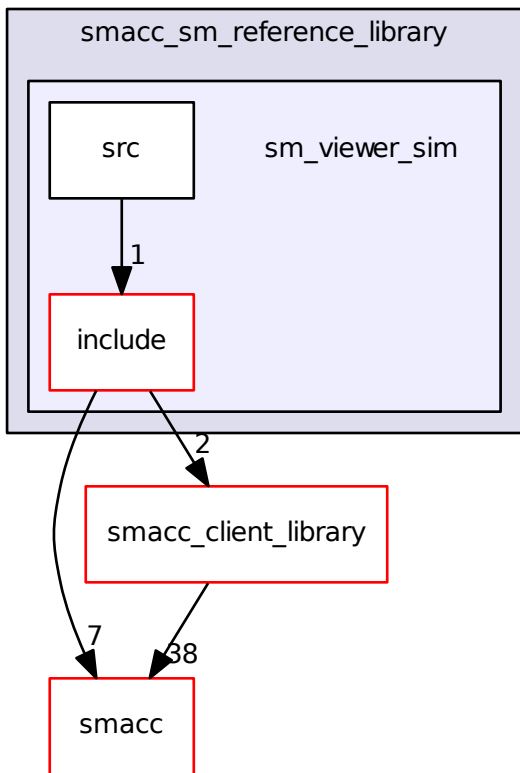 smacc_sm_reference_library
src
sm_viewer_sim
1
include
2
smacc_client_library
7
38
smacc